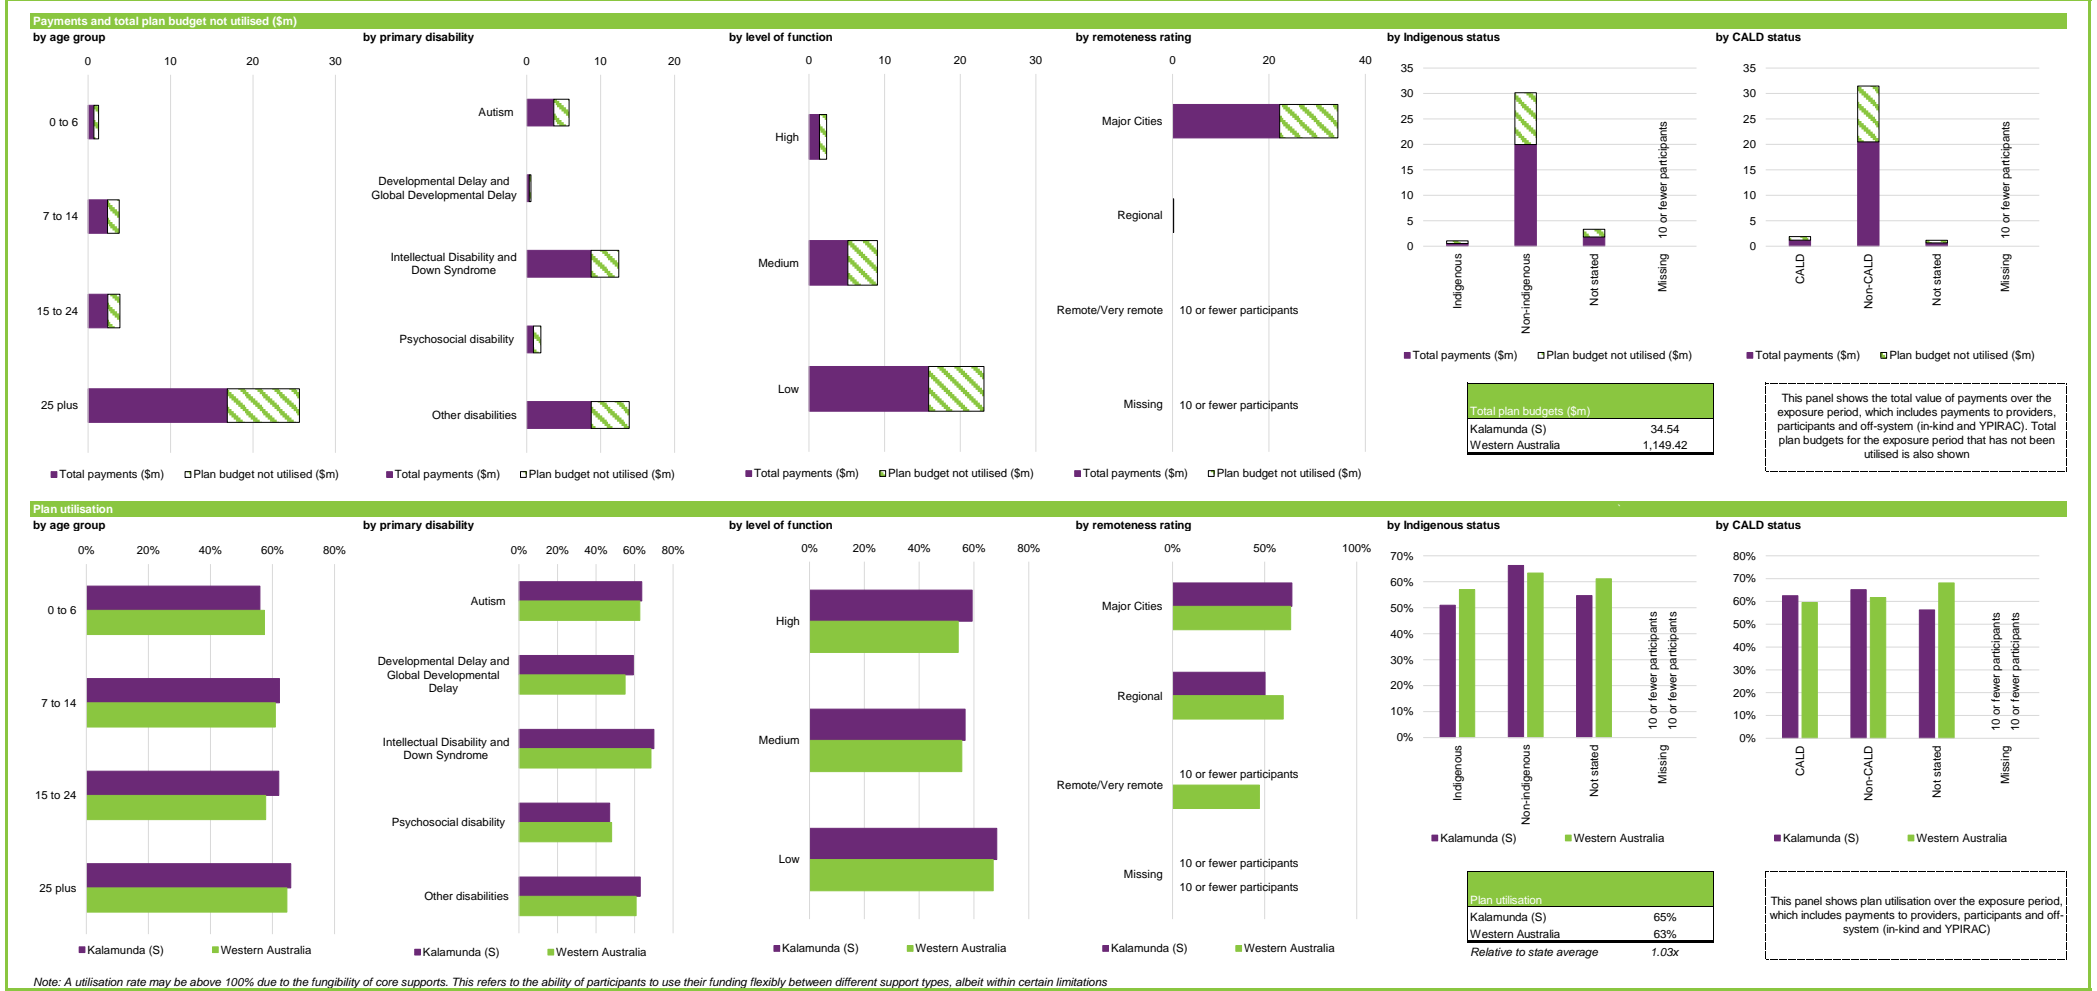 Payments and total plan budget not utilised ($m)
by age group
0 10 20 30
0 to 6
7 to 14
15 to 24
25 plus
Total payments ($m) Plan budget not utilised ($m)
by primary disability
0 10 20
Autism
Developmental Delay and
Global Developmental Delay
Intellectual Disability and
Down Syndrome
Psychosocial disability
Other disabilities
Total payments ($m) Plan budget not utilised ($m)
by level of function
0 10 20 30
High
Medium
Low
Total payments ($m) Plan budget not utilised ($m)
by remoteness rating
0 20 40
Major Cities
Regional
Remote/Very remote 10 or fewer participants
Missing 10 or fewer participants
Total payments ($m) Plan budget not utilised ($m)
by Indigenous status
35
30
25
20
15
10
5
0
10 or fewer participants
Indigenous
Non-indigenous
Not stated
Missing
Total payments ($m) Plan budget not utilised ($m)
Total plan budgets ($m)
Kalamunda (S) 34.54
Western Australia 1,149.42
by CALD status
35
30
25
20
15
10
5
0
10 or fewer participants
CALD
Non-CALD
Not stated
Missing
Total payments ($m) Plan budget not utilised ($m)
This panel shows the total value of payments over the
exposure period, which includes payments to providers,
participants and off-system (in-kind and YPIRAC). Total
plan budgets for the exposure period that has not been
utilised is also shown
Plan utilisation
by age group
0% 20% 40% 60% 80%
0 to 6
7 to 14
15 to 24
25 plus
Kalamunda (S) Western Australia
by primary disability
0% 20% 40% 60% 80%
Autism
Developmental Delay and
Global Developmental
Delay
Intellectual Disability and
Down Syndrome
Psychosocial disability
Other disabilities
Kalamunda (S) Western Australia
by level of function
0% 20% 40% 60% 80%
High
Medium
Low
Kalamunda (S) Western Australia
by remoteness rating
0% 50% 100%
Major Cities
Regional
10 or fewer participants
Remote/Very remote
10 or fewer participants
Missing
10 or fewer participants
Kalamunda (S) Western Australia
by Indigenous status
70%
60%
50%
40%
30%
20%
10%
0%
10 or fewer participants
10 or fewer participants
Indigenous
Non-indigenous
Not stated
Missing
Kalamunda (S) Western Australia
Plan utilisation
Kalamunda (S) 65%
Western Australia 63%
Relative to state average 1.03x
by CALD status
80%
70%
60%
50%
40%
30%
20%
10%
0%
10 or fewer participants
10 or fewer participants
CALD
Non-CALD
Not stated
Missing
Kalamunda (S) Western Australia
This panel shows plan utilisation over the exposure period,
which includes payments to providers, participants and off-
system (in-kind and YPIRAC)
Note: A utilisation rate may be above 100% due to the fungibility of core supports. This refers to the ability of participants to use their funding flexibly between different support types, albeit within certain limitations